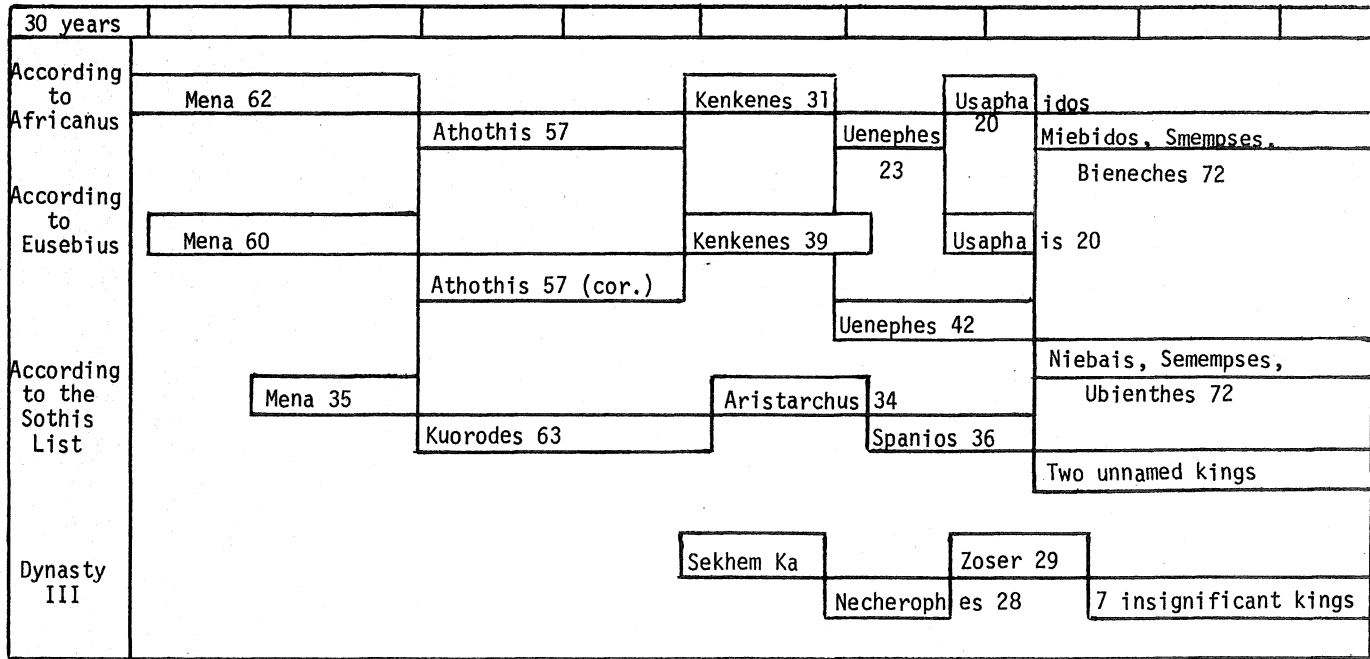 30 years
According
to
Africanus
Mena 62
Athothis 57
Kenkenes 31
Uenephes
23
Usapha idos
20
Miebidos, Smempses,
Bieneches 72
According
to
Eusebius
Mena 60
Athothis 57 (cor.)
Kenkenes 39
Uenephes 42
Usapha is 20
Niebais, Semempses,
Ubienthes 72
According
to the
Sothis
List
Mena 35
Kuorodes 63
Aristarchus 34
Spanios 36
Two unnamed kings
Dynasty
III
Sekhem Ka
Necheroph es 28
Zoser 29
7 insignificant kings